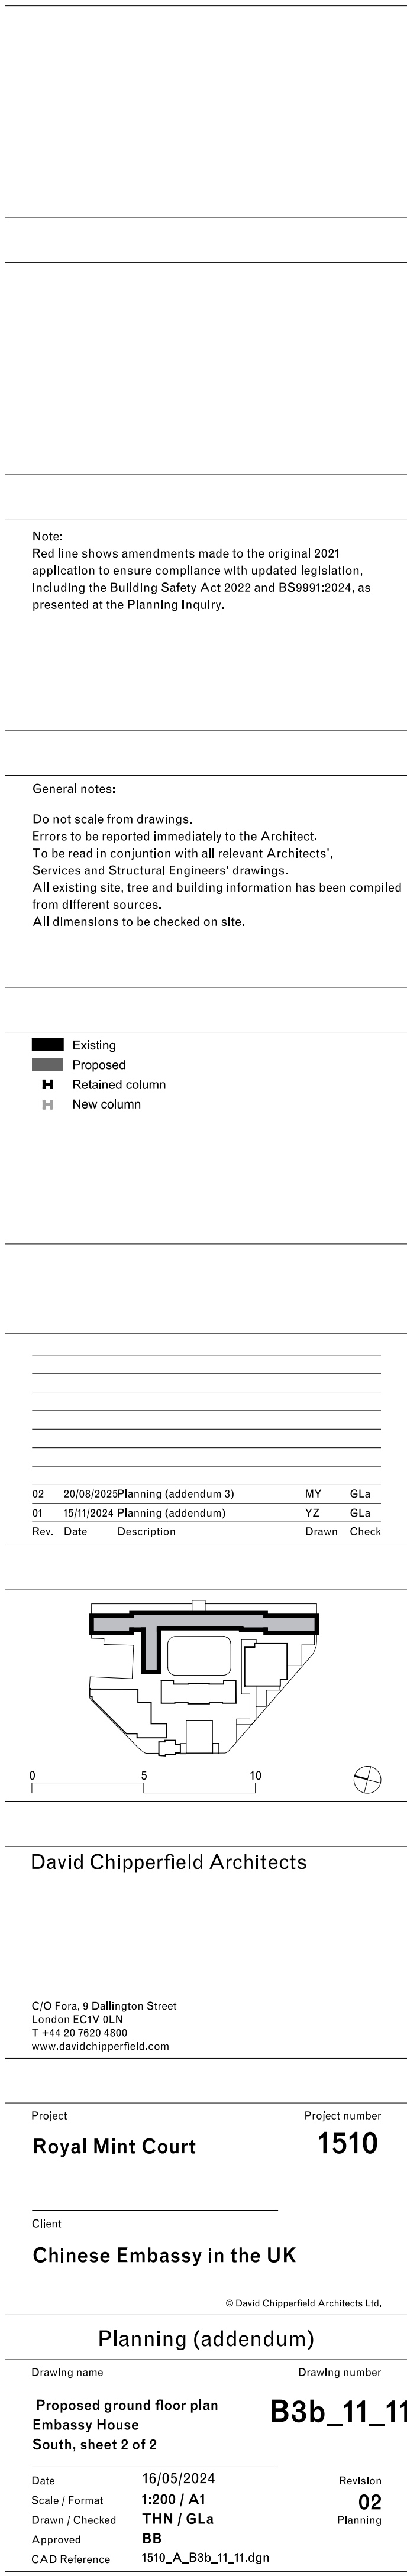 Note:
Red line shows amendments made to the original 2021
application to ensure compliance with updated legislation,
including the Building Safety Act 2022 and BS9991:2024, as
presented at the Planning Inquiry.
General notes:
Do not scale from drawings.
Errors to be reported immediately to the Architect.
To be read in conjuntion with all relevant Architects',
Services and Structural Engineers' drawings.
All existing site, tree and building information has been compiled
from different sources.
All dimensions to be checked on site.
Existing
Proposed
Retained column
New column
02 20/08/2025 Planning (addendum 3) MY GLa
01 15/11/2024 Planning (addendum) YZ GLa
Rev. Date Description Drawn Check
0 5 10
David Chipperfield Architects
C/O Fora, 9 Dallington Street
London EC1V 0LN
T +44 20 7620 4800
www.davidchipperfield.com
Project Project number
Royal Mint Court 1510
Client
Chinese Embassy in the UK
© David Chipperfield Architects Ltd.
Planning (addendum)
Drawing name Drawing number
Proposed ground floor plan B3b_11_11
Embassy House
South, sheet 2 of 2
Date 16/05/2024 Revision
Scale / Format 1:200 / A1 02
Drawn / Checked THN / GLa Planning
Approved BB
CAD Reference 1510_A_B3b_11_11.dgn